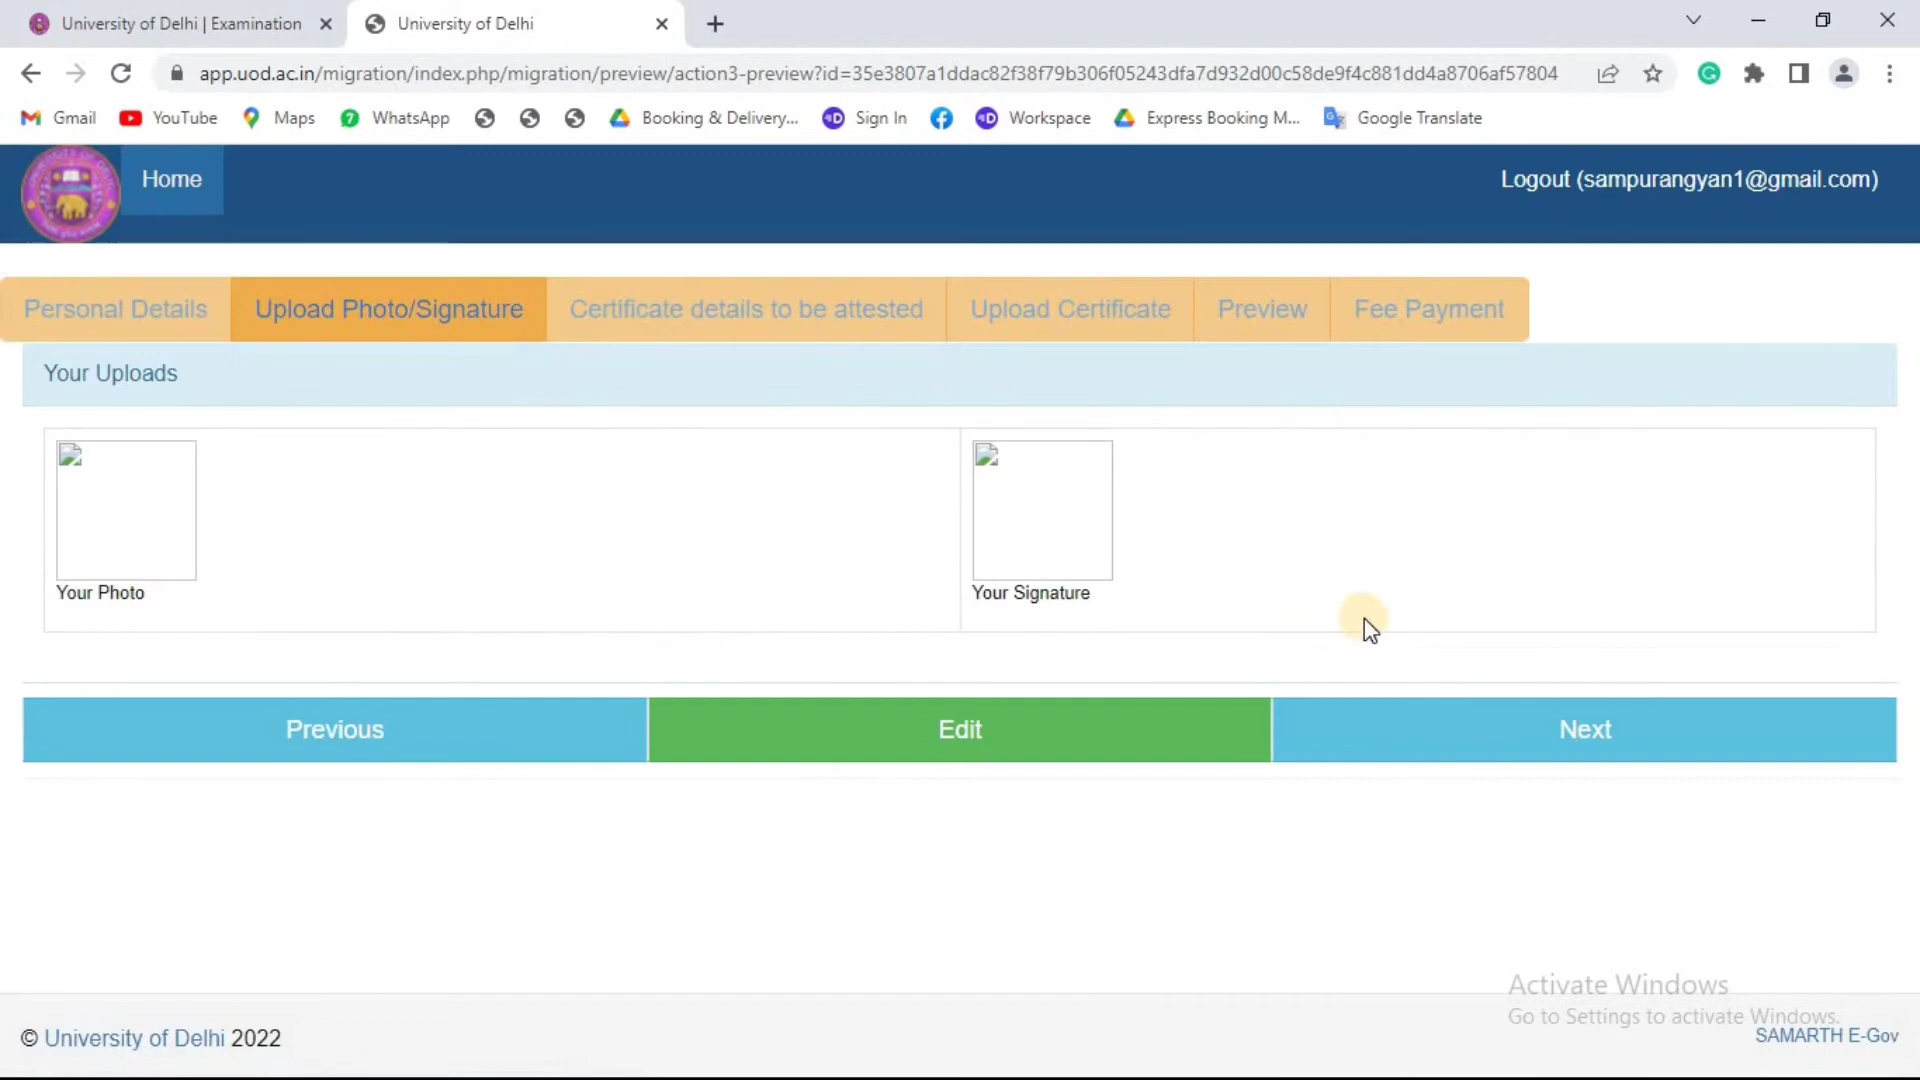 University of Delhi | Examination
University of Delhi
app.uod.ac.in/migration/index.php/migration/preview/action3-preview?id=35e3807a1ddac82f38f79b306f05243dfa7d932d00c58de9f4c881dd4a8706af57804
Gmail YouTube Maps WhatsApp Booking & Delivery... Sign In Workspace Express Booking M... Google Translate
Home
Logout (sampurangyan1@gmail.com)
Personal Details Upload Photo/Signature Certificate details to be attested Upload Certificate Preview Fee Payment
Your Uploads
Your Photo
Your Signature
Previous Edit Next
Activate Windows
Go to Settings to activate Windows.
© University of Delhi 2022
SAMARTH E-Gov